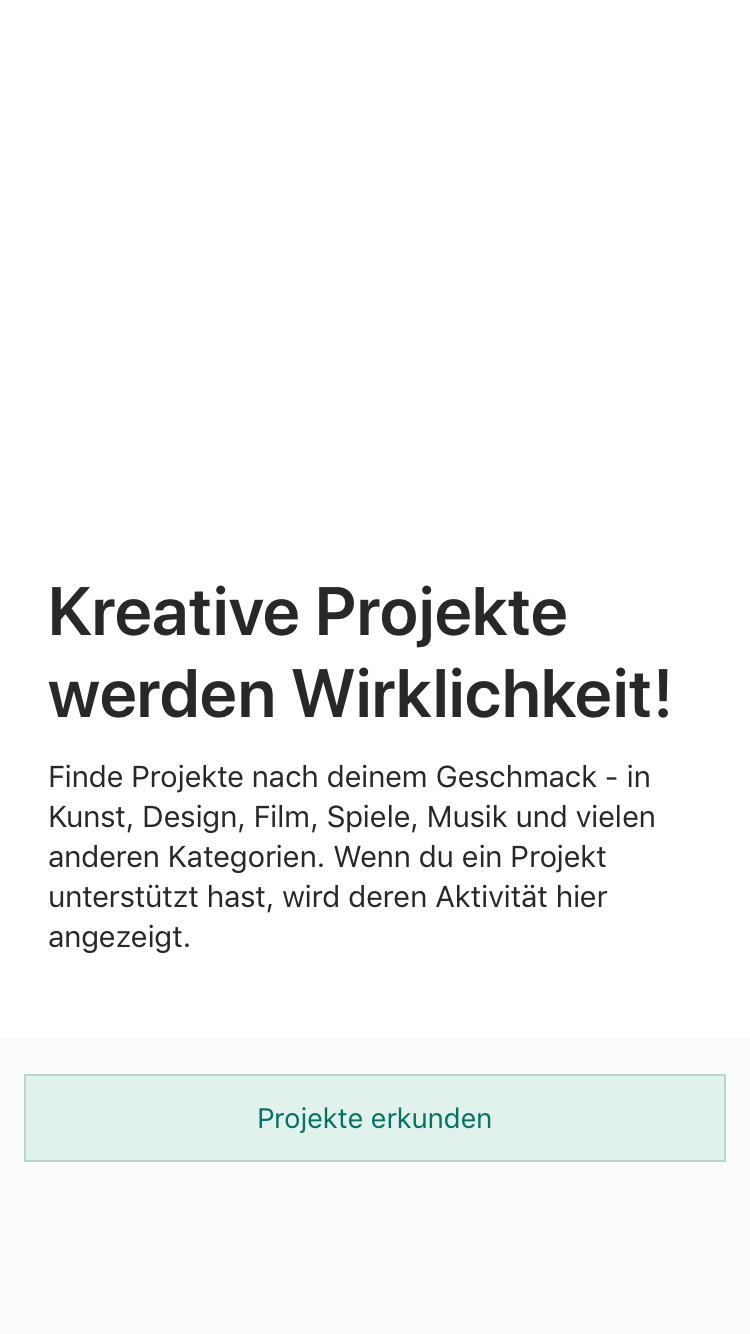 Kreative Projekte
werden Wirklichkeit!
Finde Projekte nach deinem Geschmack – in
Kunst, Design, Film, Spiele, Musik und vielen
anderen Kategorien. Wenn du ein Projekt
unterstützt hast, wird deren Aktivität hier
angezeigt.
Projekte erkunden